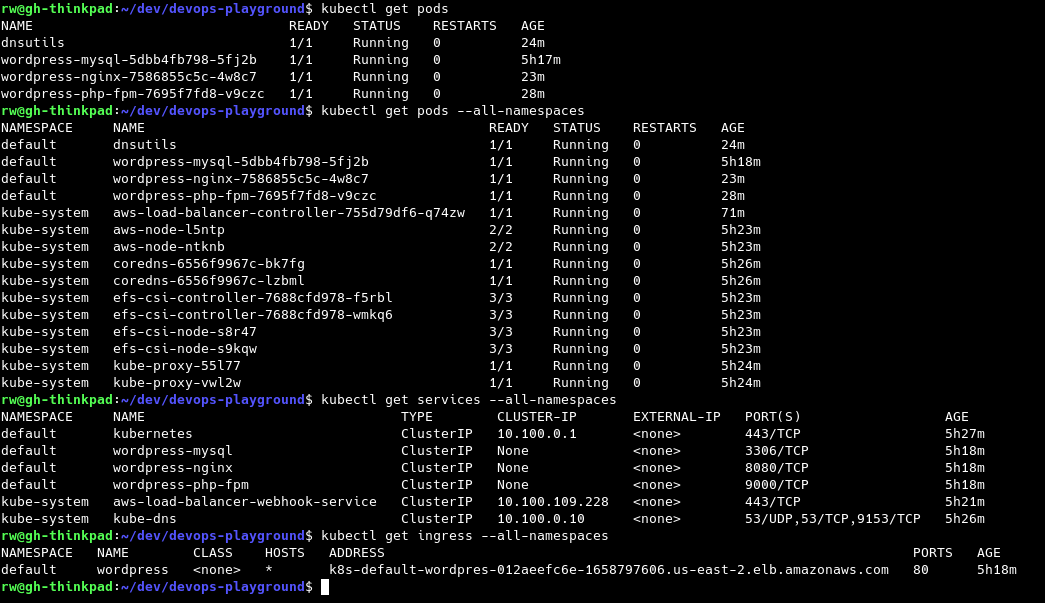 rw@gh-thinkpad:~/dev/devops-playground$ kubectl get pods
NAME                                READY   STATUS    RESTARTS   AGE
dnsutils                            1/1     Running   0          24m
wordpress-mysql-5dbb4fb798-5fj2b    1/1     Running   0          5h17m
wordpress-nginx-7586855c5c-4w8c7    1/1     Running   0          23m
wordpress-php-fpm-7695f7fd8-v9czc   1/1     Running   0          28m
rw@gh-thinkpad:~/dev/devops-playground$ kubectl get pods --all-namespaces
NAMESPACE     NAME                                           READY   STATUS    RESTARTS   AGE
default       dnsutils                                       1/1     Running   0          24m
default       wordpress-mysql-5dbb4fb798-5fj2b               1/1     Running   0          5h18m
default       wordpress-nginx-7586855c5c-4w8c7               1/1     Running   0          23m
default       wordpress-php-fpm-7695f7fd8-v9czc              1/1     Running   0          28m
kube-system   aws-load-balancer-controller-755d79df6-q74zw   1/1     Running   0          71m
kube-system   aws-node-l5ntp                                 2/2     Running   0          5h23m
kube-system   aws-node-ntknb                                 2/2     Running   0          5h23m
kube-system   coredns-6556f9967c-bk7fg                       1/1     Running   0          5h26m
kube-system   coredns-6556f9967c-lzbml                       1/1     Running   0          5h26m
kube-system   efs-csi-controller-7688cfd978-f5rbl            3/3     Running   0          5h23m
kube-system   efs-csi-controller-7688cfd978-wmkq6            3/3     Running   0          5h23m
kube-system   efs-csi-node-s8r47                             3/3     Running   0          5h23m
kube-system   efs-csi-node-s9kqw                             3/3     Running   0          5h23m
kube-system   kube-proxy-55l77                               1/1     Running   0          5h24m
kube-system   kube-proxy-vwl2w                               1/1     Running   0          5h24m
rw@gh-thinkpad:~/dev/devops-playground$ kubectl get services --all-namespaces
NAMESPACE     NAME                                TYPE        CLUSTER-IP       EXTERNAL-IP   PORT(S)                  AGE
default       kubernetes                          ClusterIP   10.100.0.1       <none>        443/TCP                  5h27m
default       wordpress-mysql                     ClusterIP   None             <none>        3306/TCP                 5h18m
default       wordpress-nginx                     ClusterIP   None             <none>        8080/TCP                 5h18m
default       wordpress-php-fpm                   ClusterIP   None             <none>        9000/TCP                 5h18m
kube-system   aws-load-balancer-webhook-service   ClusterIP   10.100.109.228   <none>        443/TCP                  5h21m
kube-system   kube-dns                            ClusterIP   10.100.0.10      <none>        53/UDP,53/TCP,9153/TCP   5h26m
rw@gh-thinkpad:~/dev/devops-playground$ kubectl get ingress --all-namespaces
NAMESPACE   NAME        CLASS    HOSTS   ADDRESS                                                                  PORTS   AGE
default     wordpress   <none>   *       k8s-default-wordpres-012aeefc6e-1658797606.us-east-2.elb.amazonaws.com   80      5h18m
rw@gh-thinkpad:~/dev/devops-playground$